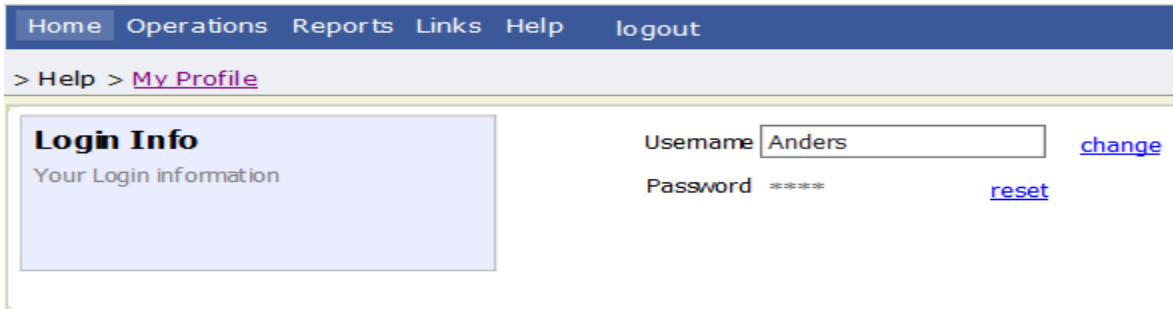 Home Operations Reports Links Help logout
> Help > My Profile
Login Info
Your Login information
Username Anders change
Password **** reset